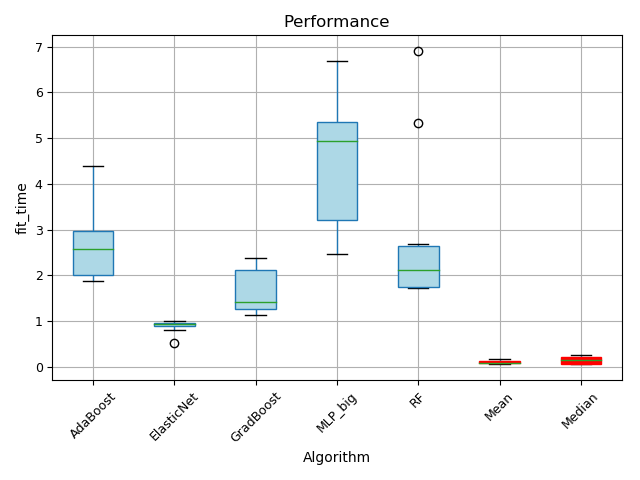 Performance
7
6
5
4
3
2
1
0
fit_time
AdaBoost
ElasticNet
GradBoost
MLP_big
RF
Mean
Median
Algorithm